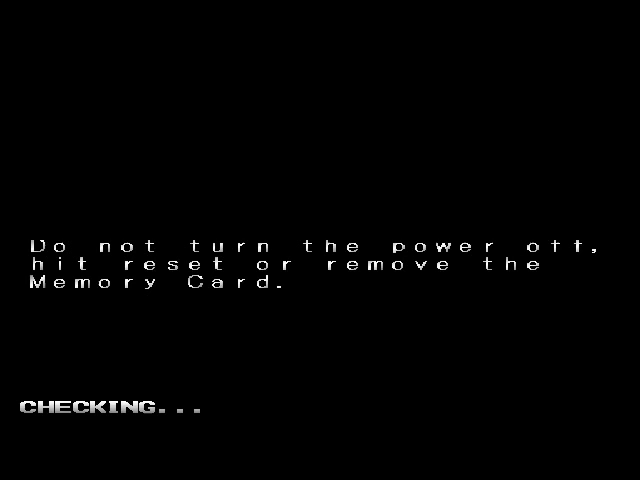 Do not turn the power off,
hit reset or remove the
Memory Card.
CHECKING...